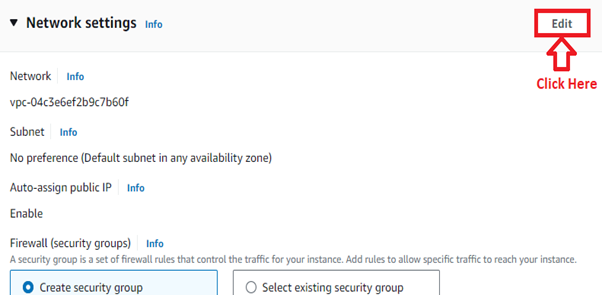 Network settings Info
Edit
Click Here
Network Info
vpc-04c3e6ef2b9c7b60f
Subnet Info
No preference (Default subnet in any availability zone)
Auto-assign public IP Info
Enable
Firewall (security groups) Info
A security group is a set of firewall rules that control the traffic for your instance. Add rules to allow specific traffic to reach your instance.
Create security group
Select existing security group